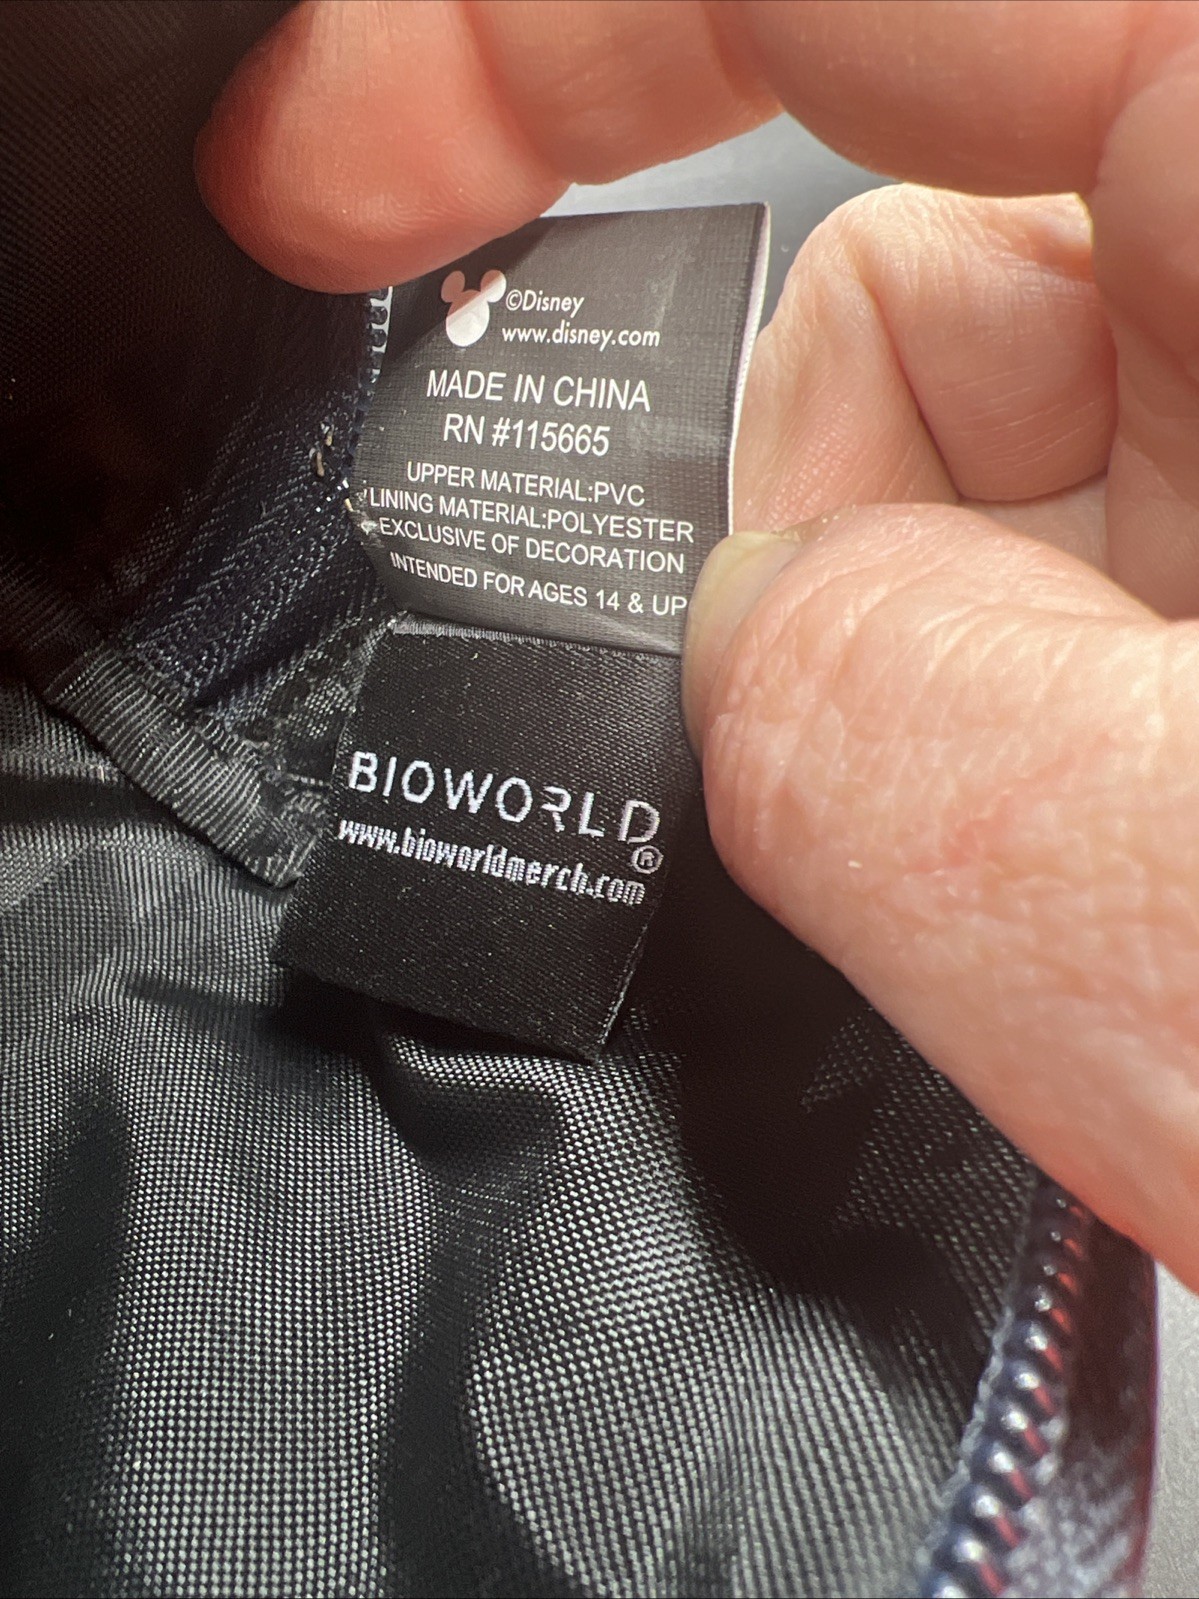 ©Disney
www.disney.com
MADE IN CHINA
RN #115665
UPPER MATERIAL:PVC
LINING MATERIAL:POLYESTER
EXCLUSIVE OF DECORATION
INTENDED FOR AGES 14 & UP
BIOWORLD®
www.bioworldmerch.com